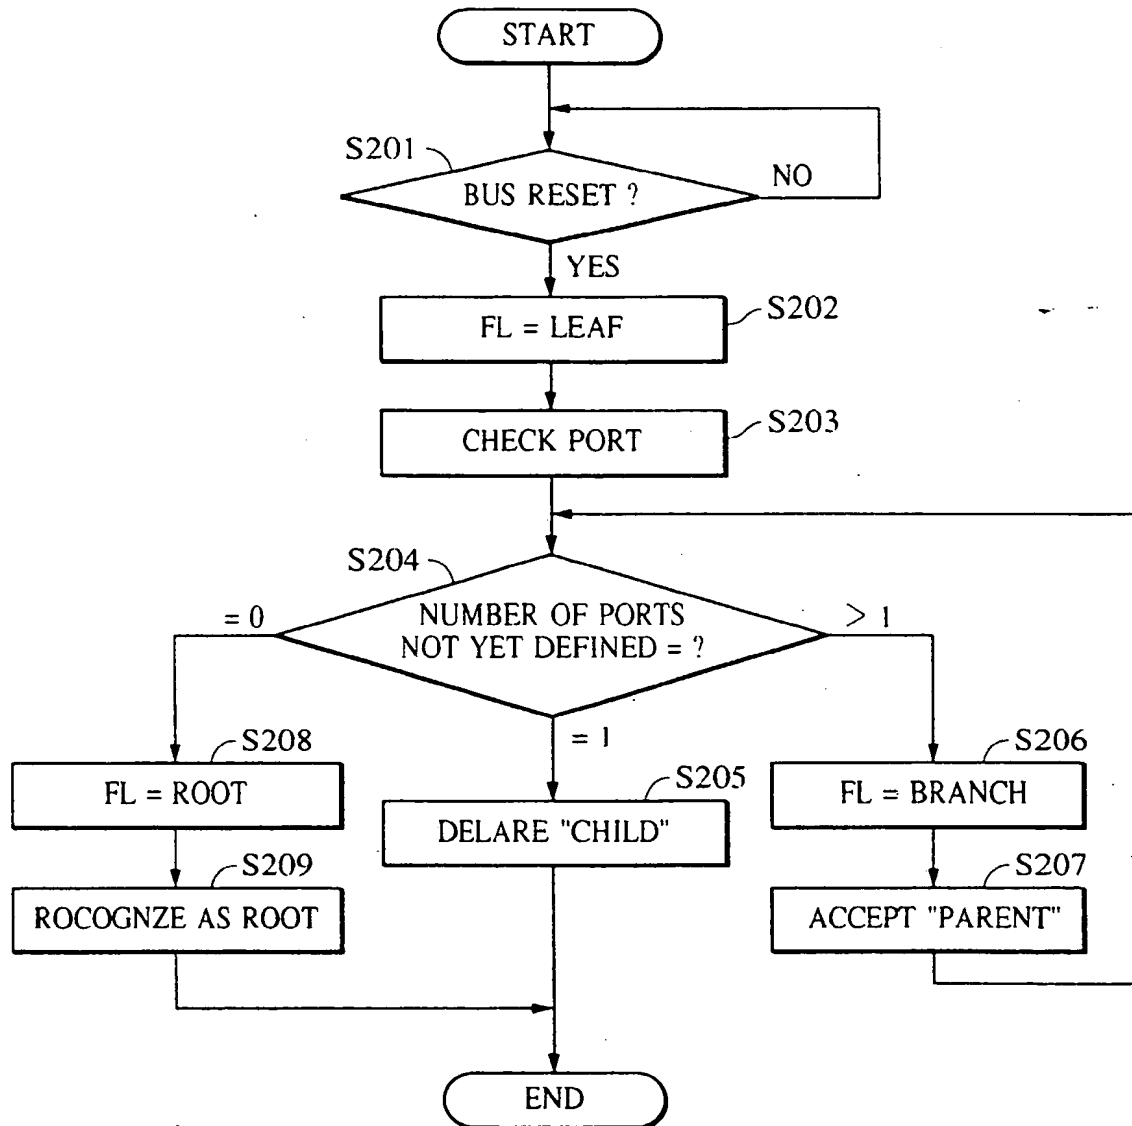 START
S201
BUS RESET ?
NO
YES
FL = LEAF
S202
CHECK PORT
S203
S204
NUMBER OF PORTS
NOT YET DEFINED = ?
= 0
> 1
= 1
S208
FL = ROOT
S205
DELARE "CHILD"
S206
FL = BRANCH
S209
ROCOGNZE AS ROOT
S207
ACCEPT "PARENT"
END